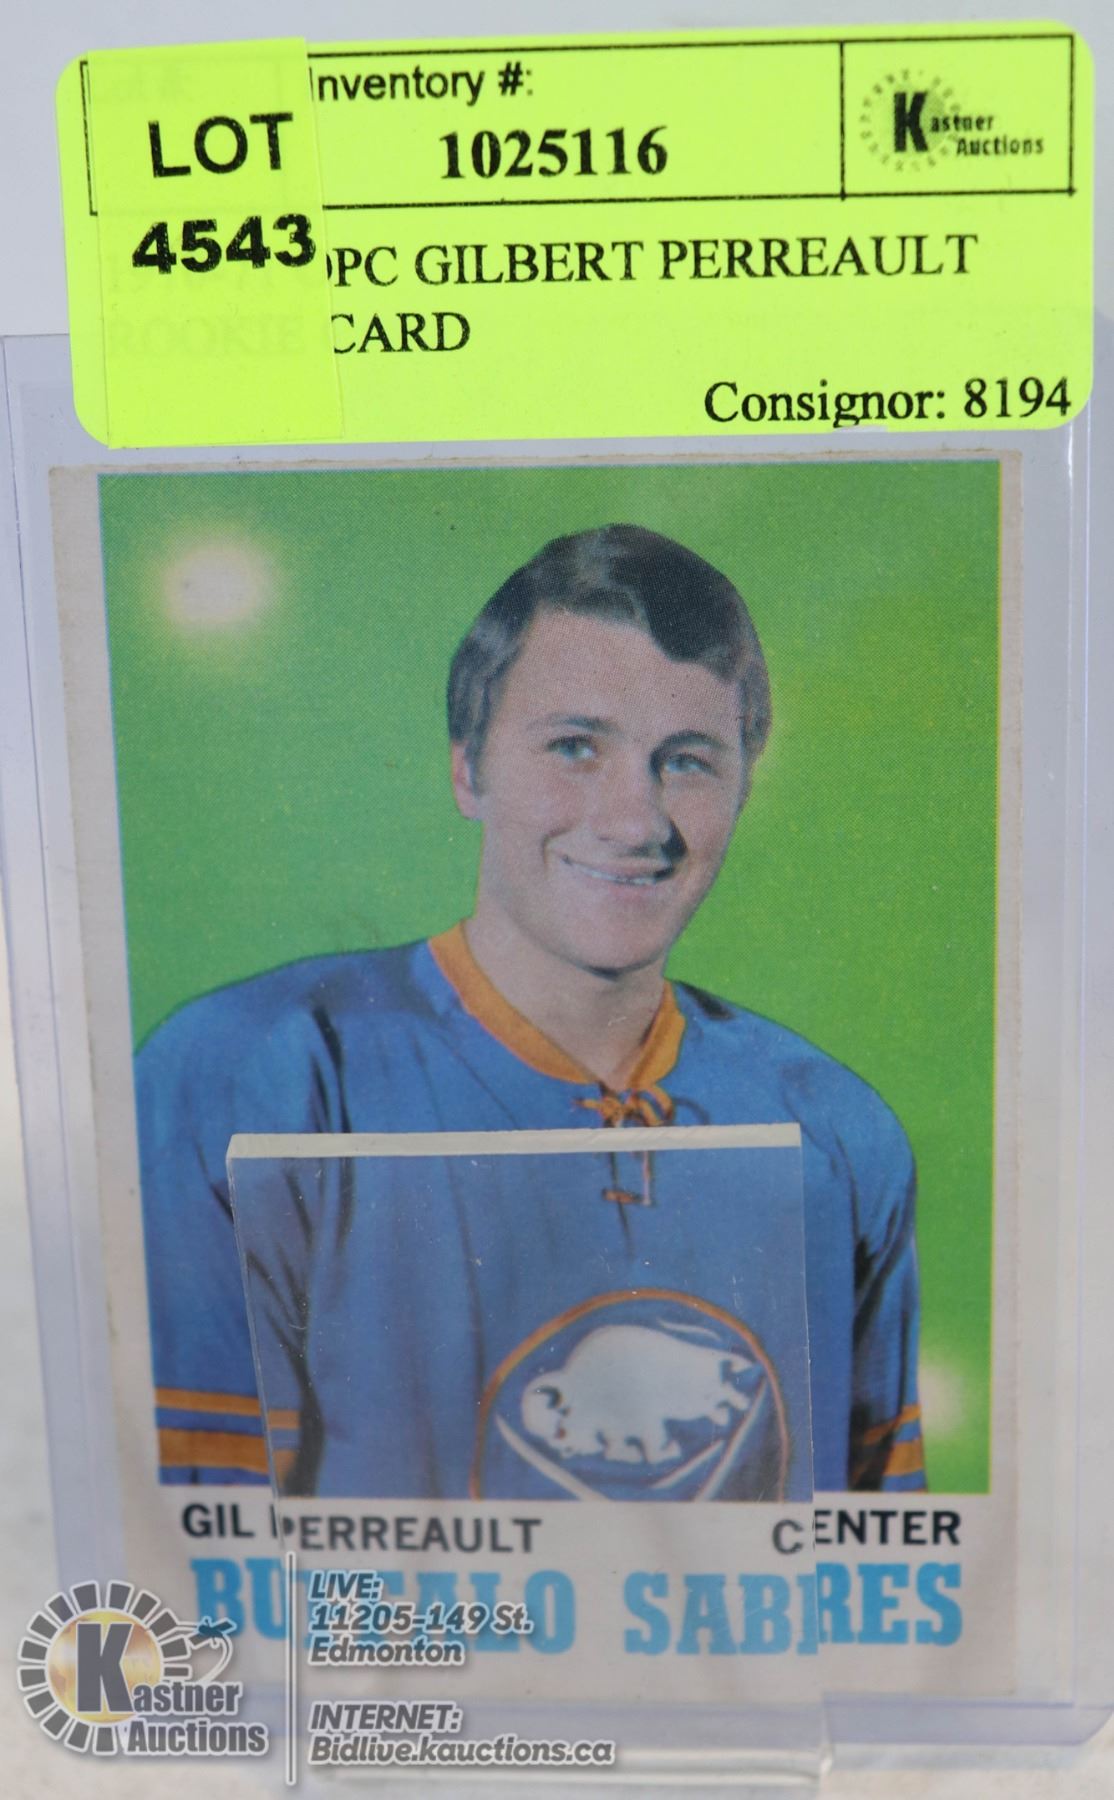 LOT
4543
Inventory #:
1025116
Kastner
Auctions
OPC GILBERT PERREAULT
ROOKIE CARD
Consignor: 8194
GIL PERREAULT CENTER
BUFFALO SABRES
Kastner
Auctions
LIVE:
11205-149 St.
Edmonton
INTERNET:
Bidlive.kauctions.ca